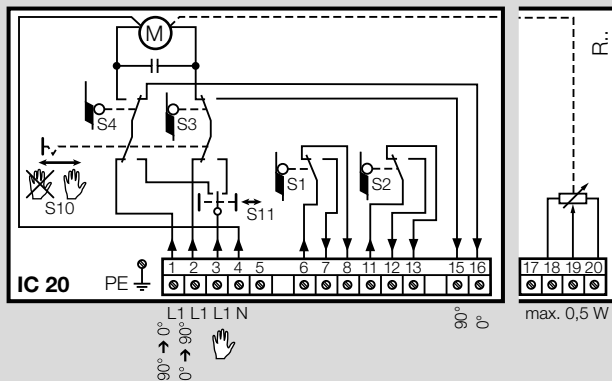 M
R..
S4
S3
S10
S11
S1
S2
IC 20
PE
1 2 3 4 5 6 7 8 11 12 13 15 16
17 18 19 20
L1 L1 L1 N
max. 0,5 W
90° → 0°
0° → 90°
90°
0°